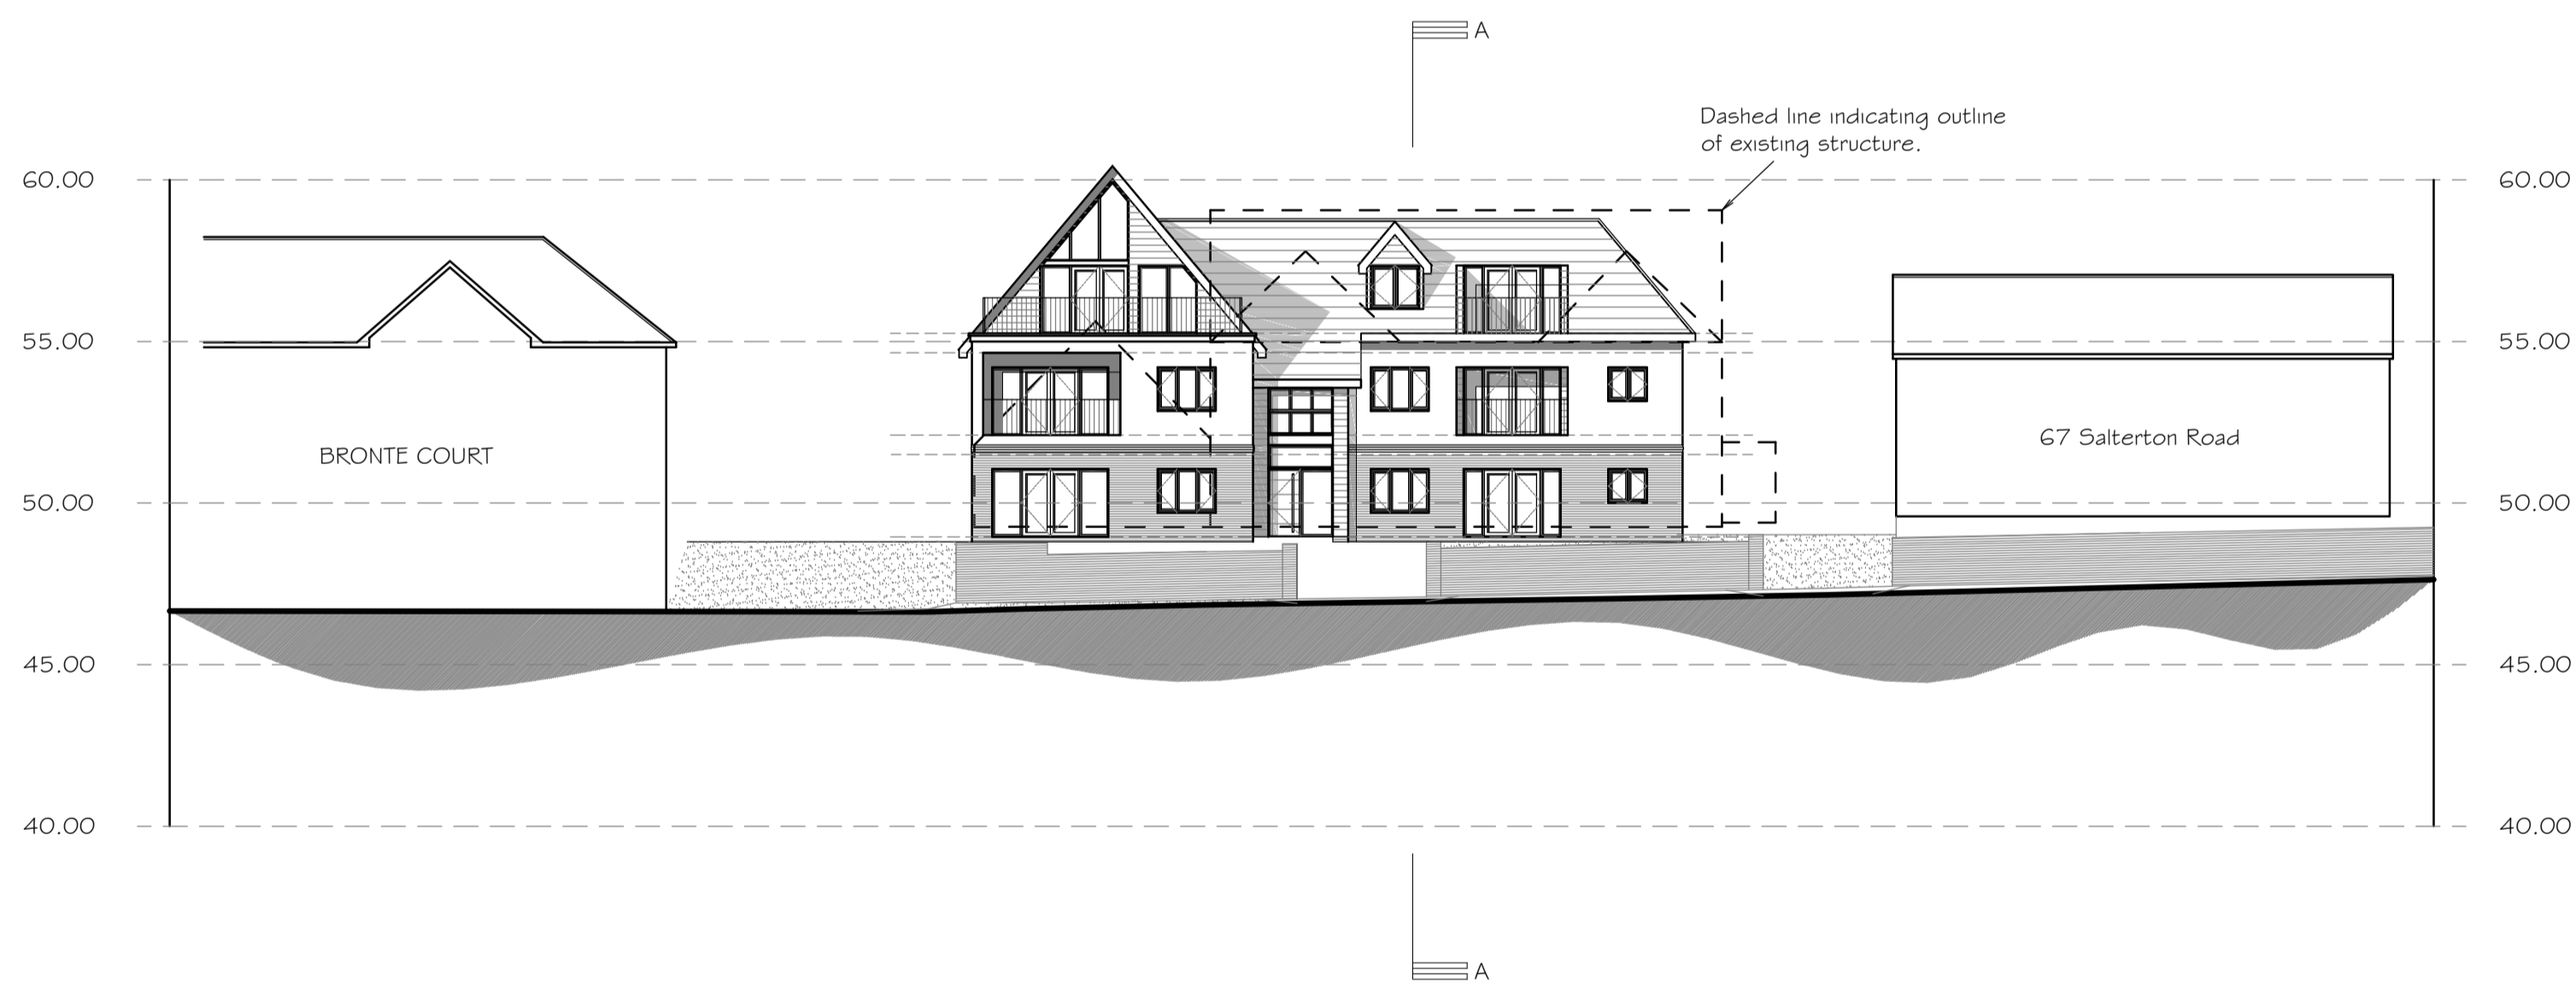 A
Dashed line indicating outline
of existing structure.
60.00
60.00
55.00
55.00
BRONTE COURT
67 Salterton Road
50.00
50.00
45.00
45.00
40.00
40.00
A